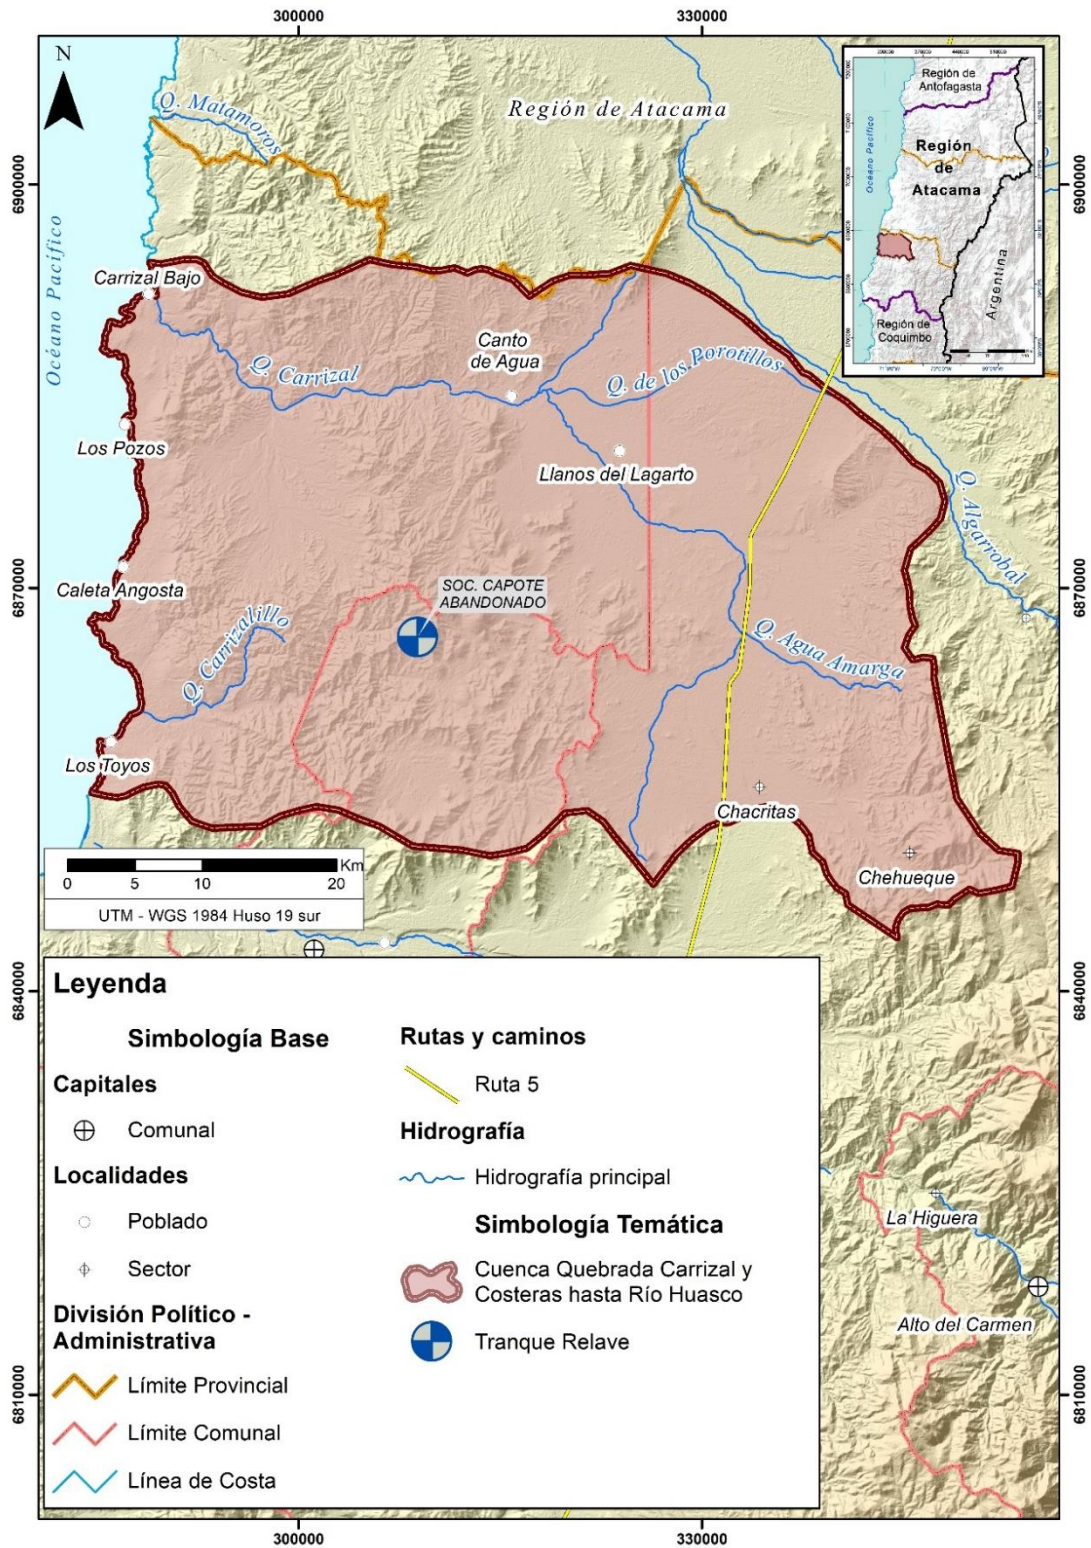 300000
330000
N
Q. Matamoros
Región de Atacama
6900000
6900000
Océano Pacífico
Región de
Antofagasta
Océano Pacífico
Región
de
Atacama
Argentina
Región de
Coquimbo
Carrizal Bajo
Canto
de Agua
Q. Carrizal
Q. de los Porotillos
Los Pozos
Llanos del Lagarto
Q. Algarrobal
Caleta Angosta
SOC. CAPOTE
ABANDONADO
6870000
6870000
Q. Carrizalillo
Q. Agua Amarga
Los Toyos
Chacritas
Chehueque
0 5 10 20 Km
UTM - WGS 1984 Huso 19 sur
6840000
6840000
Leyenda
Simbología Base
Capitales
Comunal
Localidades
Poblado
Sector
División Político -
Administrativa
Límite Provincial
Límite Comunal
Línea de Costa
Rutas y caminos
Ruta 5
Hidrografía
Hidrografía principal
Simbología Temática
Cuenca Quebrada Carrizal y
Costeras hasta Río Huasco
Tranque Relave
La Higuera
Alto del Carmen
6810000
6810000
300000
330000